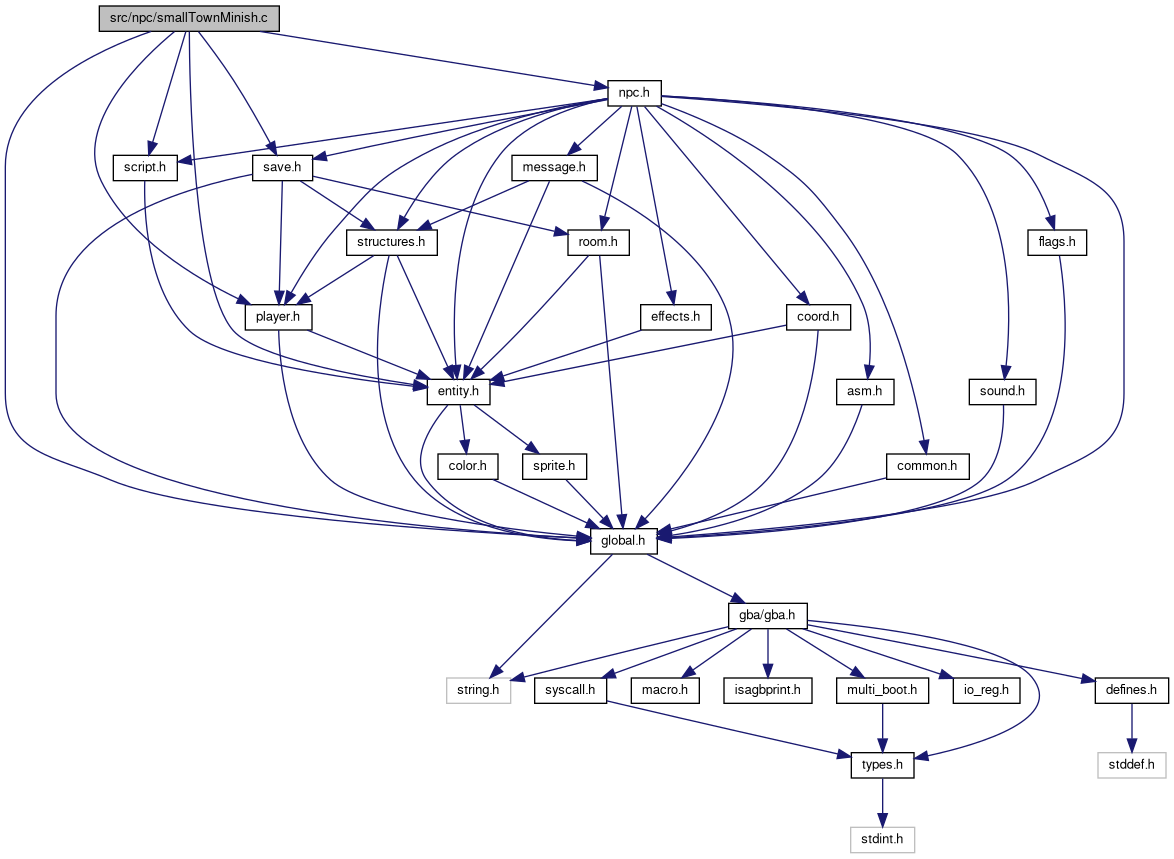 src/npc/smallTownMinish.c
npc.h
script.h
save.h
message.h
structures.h
room.h
flags.h
player.h
effects.h
coord.h
entity.h
asm.h
sound.h
color.h
sprite.h
common.h
global.h
gba/gba.h
string.h
syscall.h
macro.h
isagbprint.h
multi_boot.h
io_reg.h
defines.h
types.h
stddef.h
stdint.h